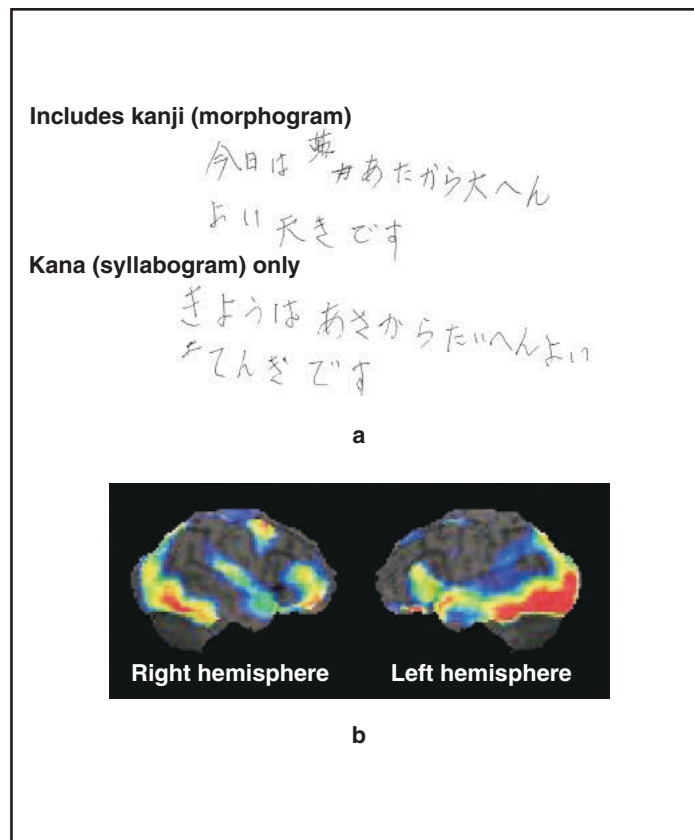 Includes kanji (morphogram)
今日は あたから大へん
よい天きです
Kana (syllabogram) only
きようは あさからたいへんよい
てんきです
a
Right hemisphere
Left hemisphere
b